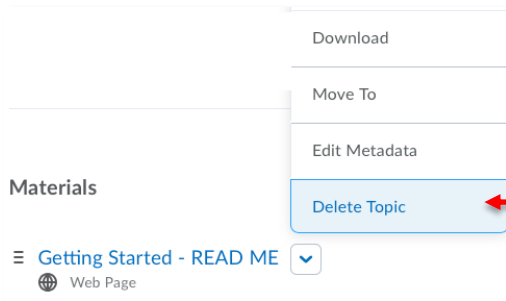 Download
Move To
Edit Metadata
Delete Topic
Materials
Getting Started - READ ME
Web Page